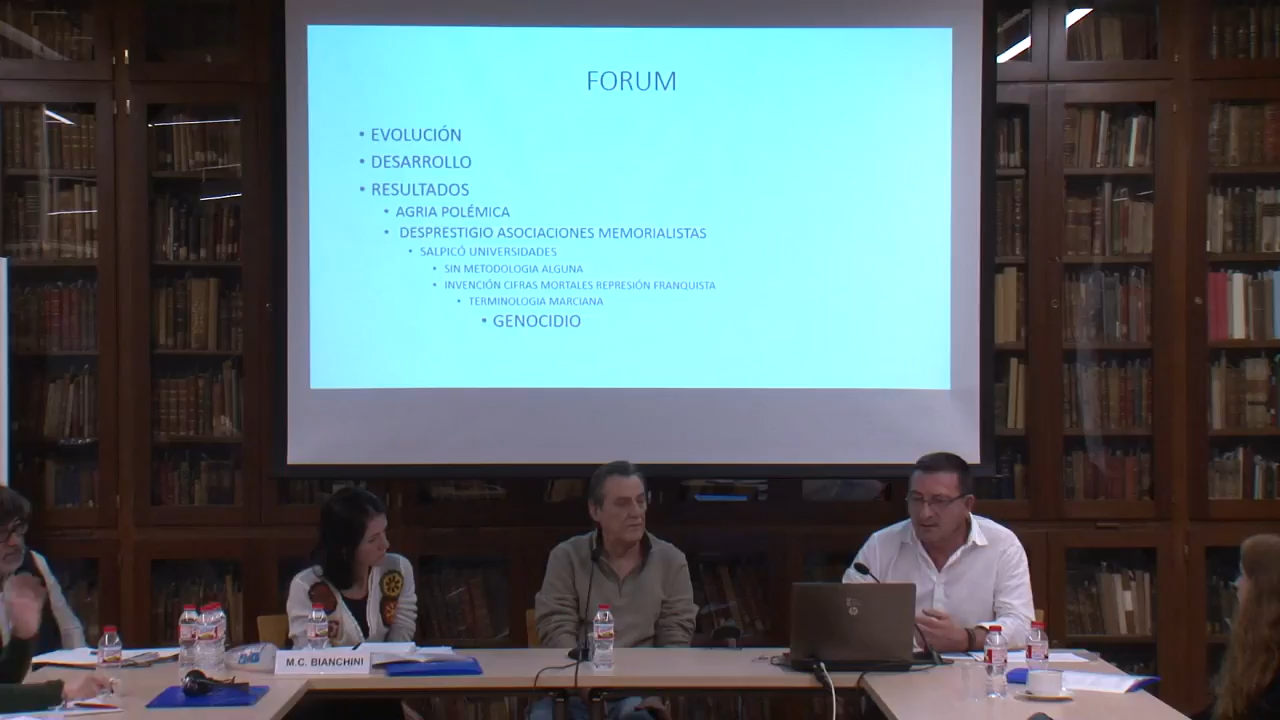 FORUM
• EVOLUCIÓN
• DESARROLLO
• RESULTADOS
• AGRIA POLÉMICA
• DESPRESTIGIO ASOCIACIONES MEMORIALISTAS
• SALPICÓ UNIVERSIDADES
• SIN METODOLOGIA ALGUNA
• INVENCIÓN CIFRAS MORTALES REPRESIÓN FRANQUISTA
• TERMINOLOGIA MARCIANA
• GENOCIDIO
M.C. BIANCHINI